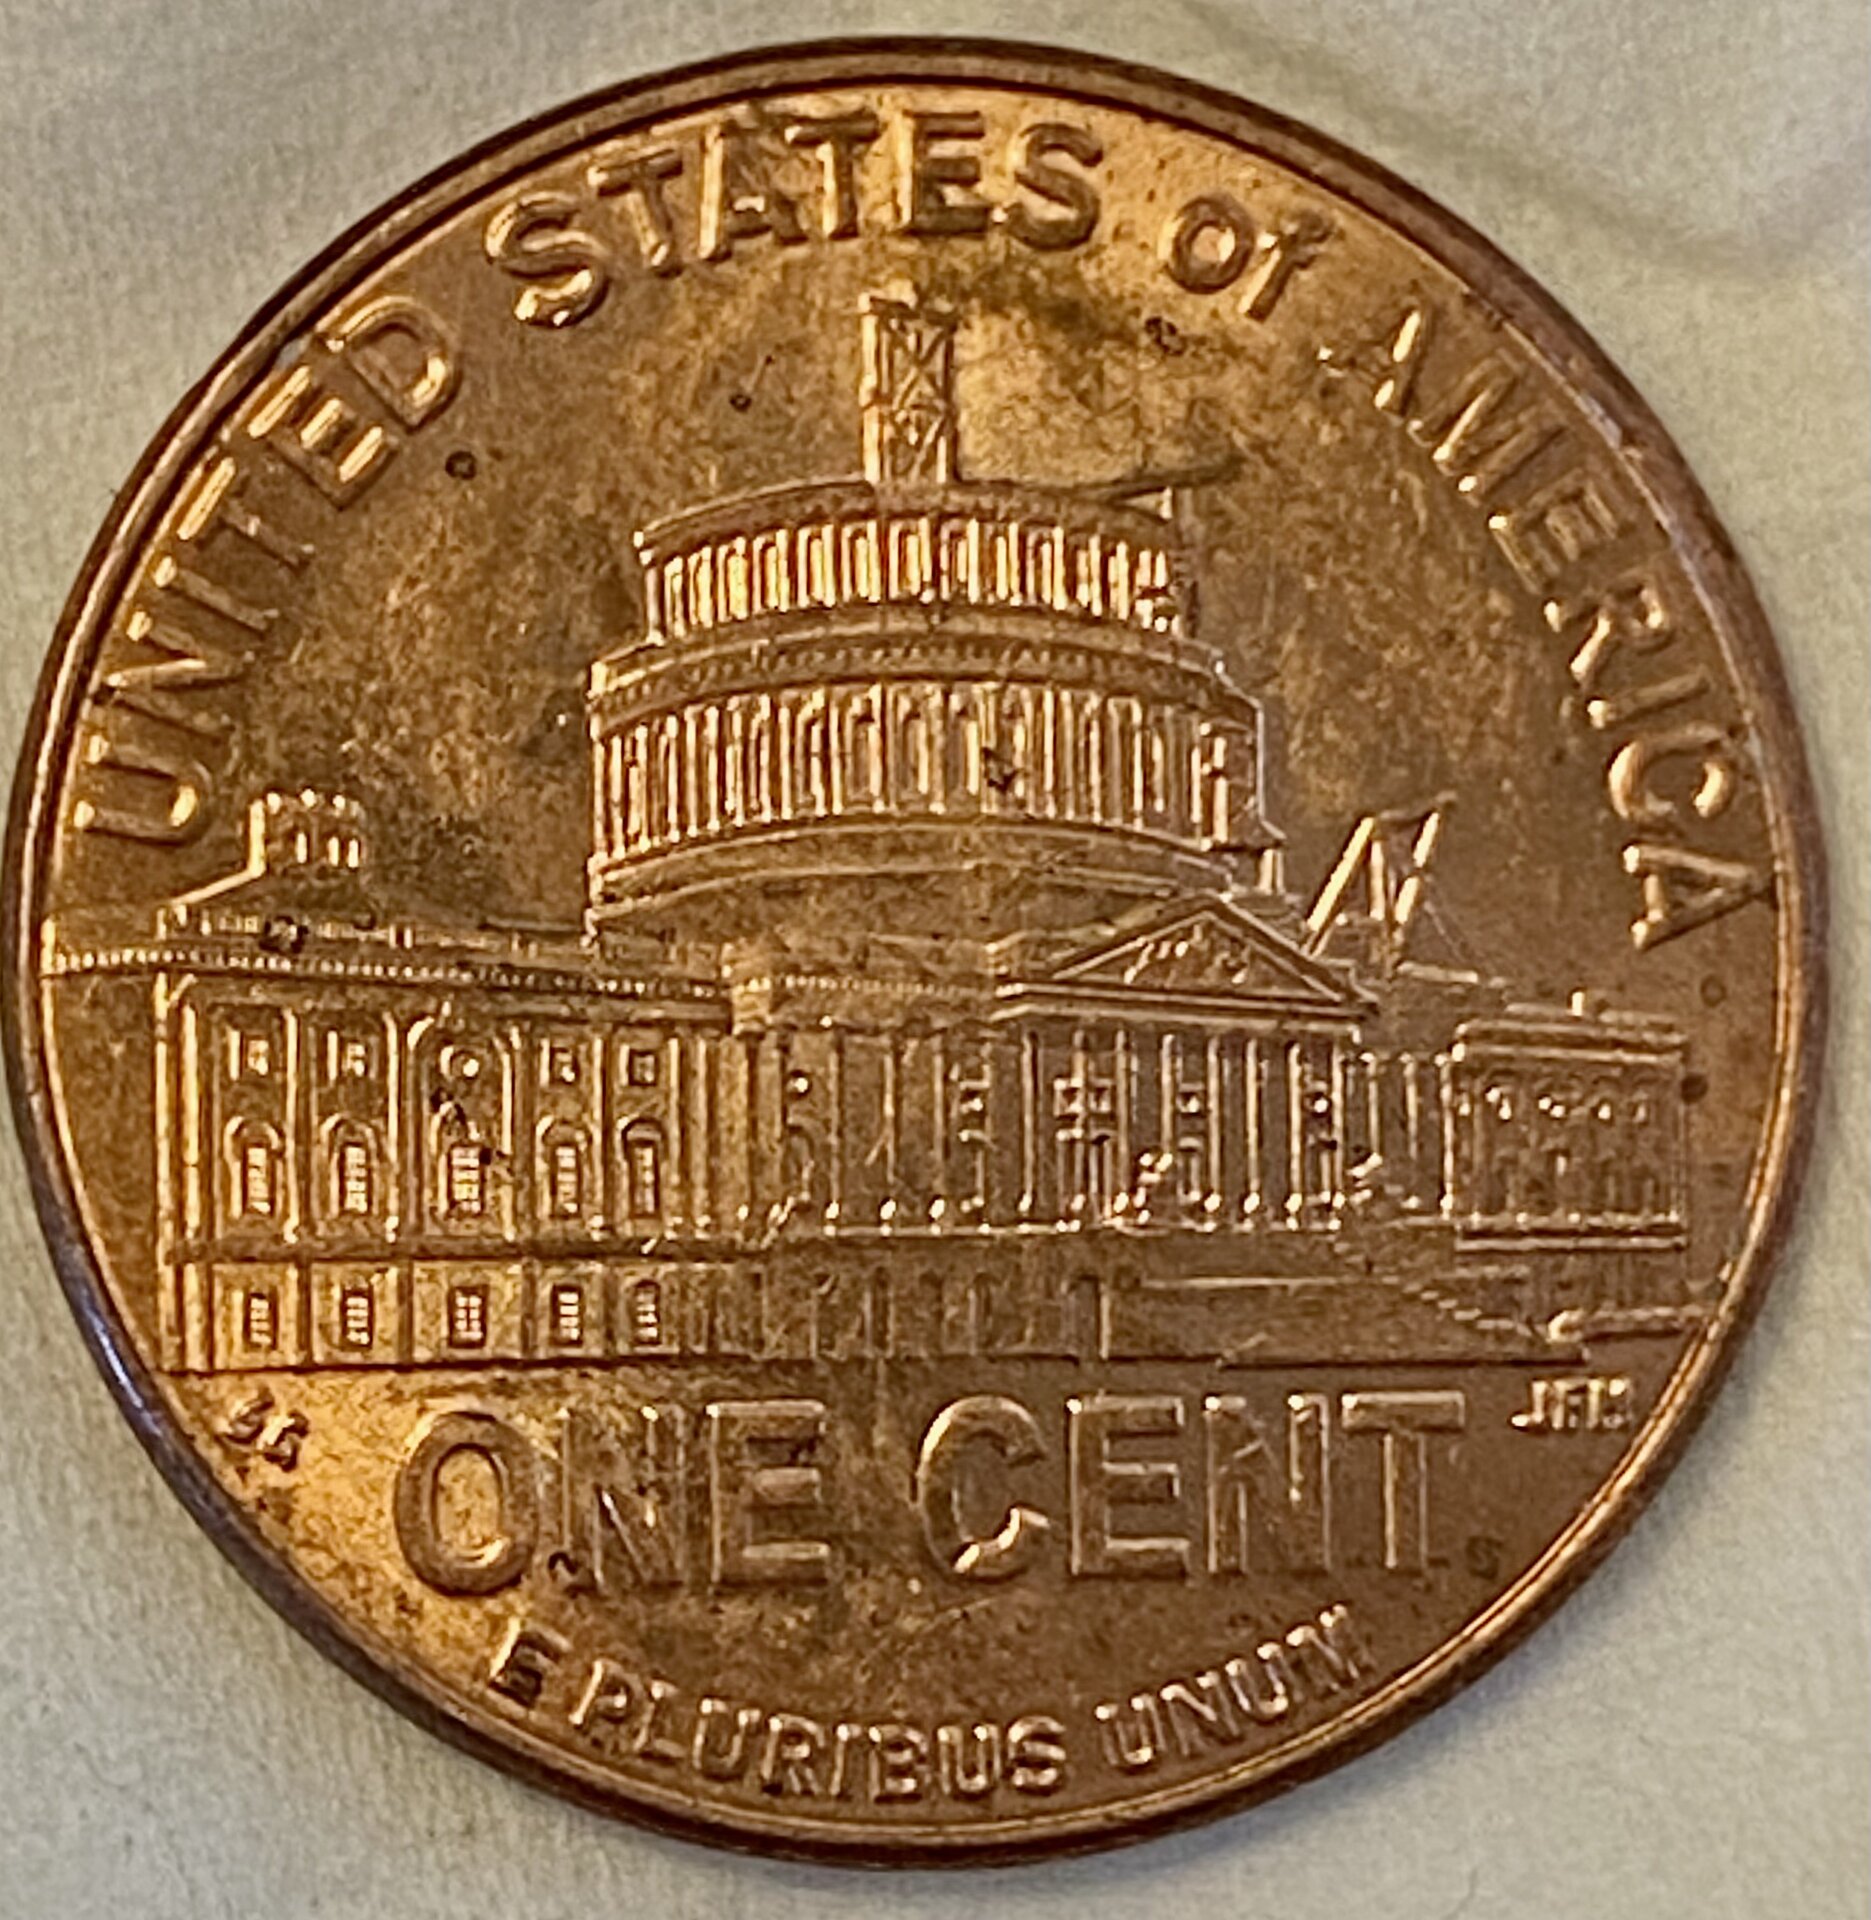 UNITED STATES Of AMERICA
ONE CENT
E PLURIBUS UNUM